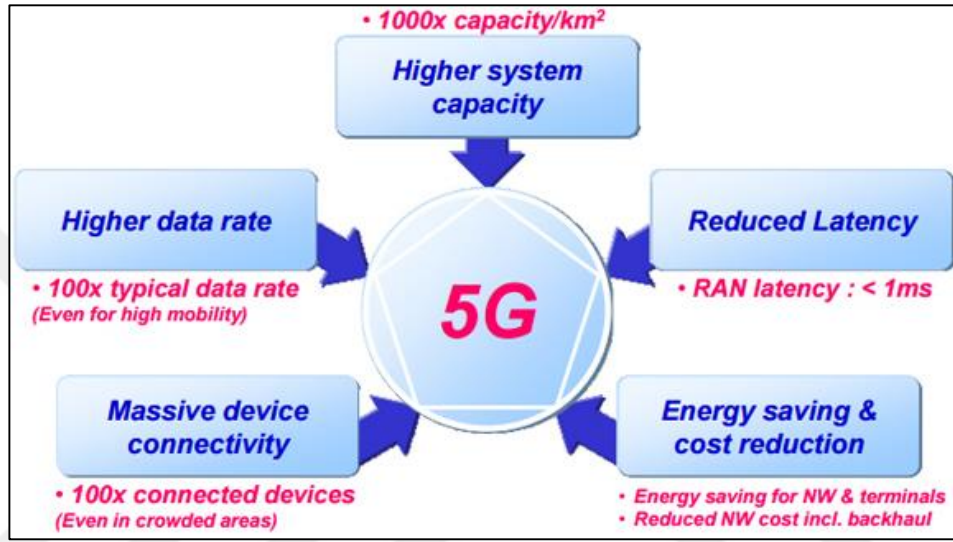 • 1000x capacity/km²
Higher system
capacity
Higher data rate
• 100x typical data rate
(Even for high mobility)
Reduced Latency
• RAN latency : < 1ms
5G
Massive device
connectivity
• 100x connected devices
(Even in crowded areas)
Energy saving &
cost reduction
• Energy saving for NW & terminals
• Reduced NW cost incl. backhaul